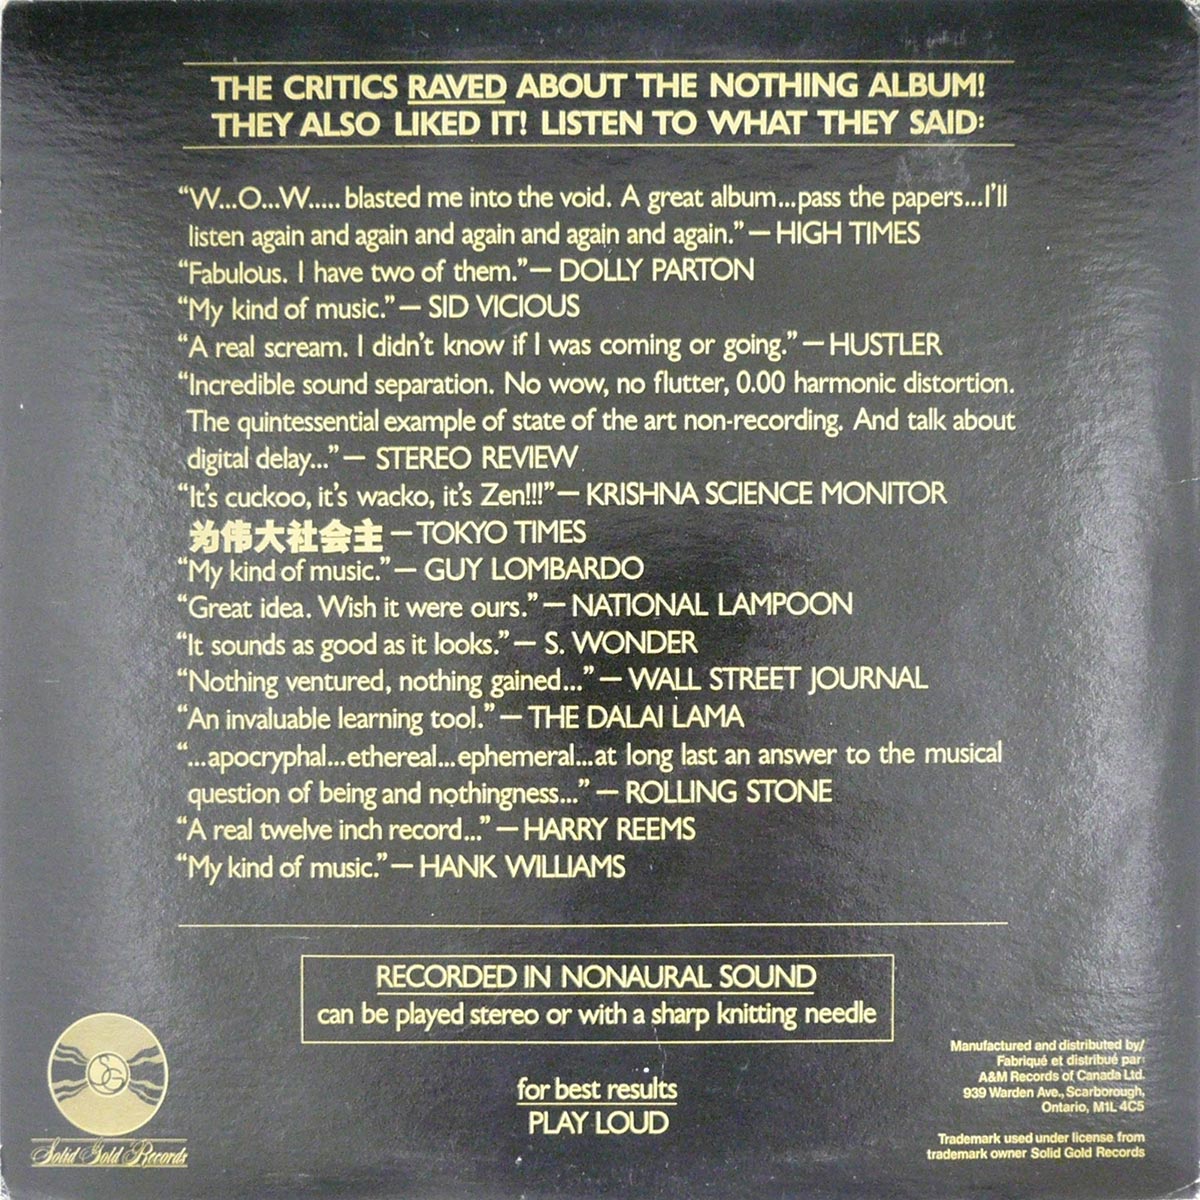 THE CRITICS RAVED ABOUT THE NOTHING ALBUM!
THEY ALSO LIKED IT! LISTEN TO WHAT THEY SAID:
“W...O...W..... blasted me into the void. A great album...pass the papers...I’ll
listen again and again and again and again and again.”—HIGH TIMES
“Fabulous. I have two of them.”— DOLLY PARTON
“My kind of music.”— SID VICIOUS
“A real scream. I didn’t know if I was coming or going.”—HUSTLER
“Incredible sound separation. No wow, no flutter, 0.00 harmonic distortion.
The quintessential example of state of the art non-recording. And talk about
digital delay...”— STEREO REVIEW
“It’s cuckoo, it’s wacko, it’s Zen!!!”— KRISHNA SCIENCE MONITOR
为伟大社会主 —TOKYO TIMES
“My kind of music.”— GUY LOMBARDO
“Great idea. Wish it were ours.”— NATIONAL LAMPOON
“It sounds as good as it looks.”— S. WONDER
“Nothing ventured, nothing gained...”— WALL STREET JOURNAL
“An invaluable learning tool.”— THE DALAI LAMA
“...apocryphal...ethereal...ephemeral...at long last an answer to the musical
question of being and nothingness...” — ROLLING STONE
“A real twelve inch record...”—HARRY REEMS
“My kind of music.”— HANK WILLIAMS
RECORDED IN NONAURAL SOUND
can be played stereo or with a sharp knitting needle
for best results
PLAY LOUD
SG
Solid Gold Records
Manufactured and distributed by/
Fabriqué et distribué par:
A&M Records of Canada Ltd.
939 Warden Ave., Scarborough,
Ontario, M1L 4C5
Trademark used under license from
trademark owner Solid Gold Records